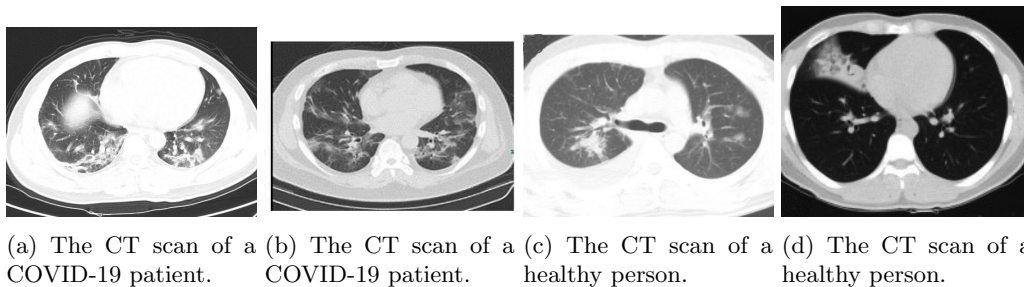 (a) The CT scan of a
COVID-19 patient.
(b) The CT scan of a
COVID-19 patient.
(c) The CT scan of a
healthy person.
(d) The CT scan of a
healthy person.